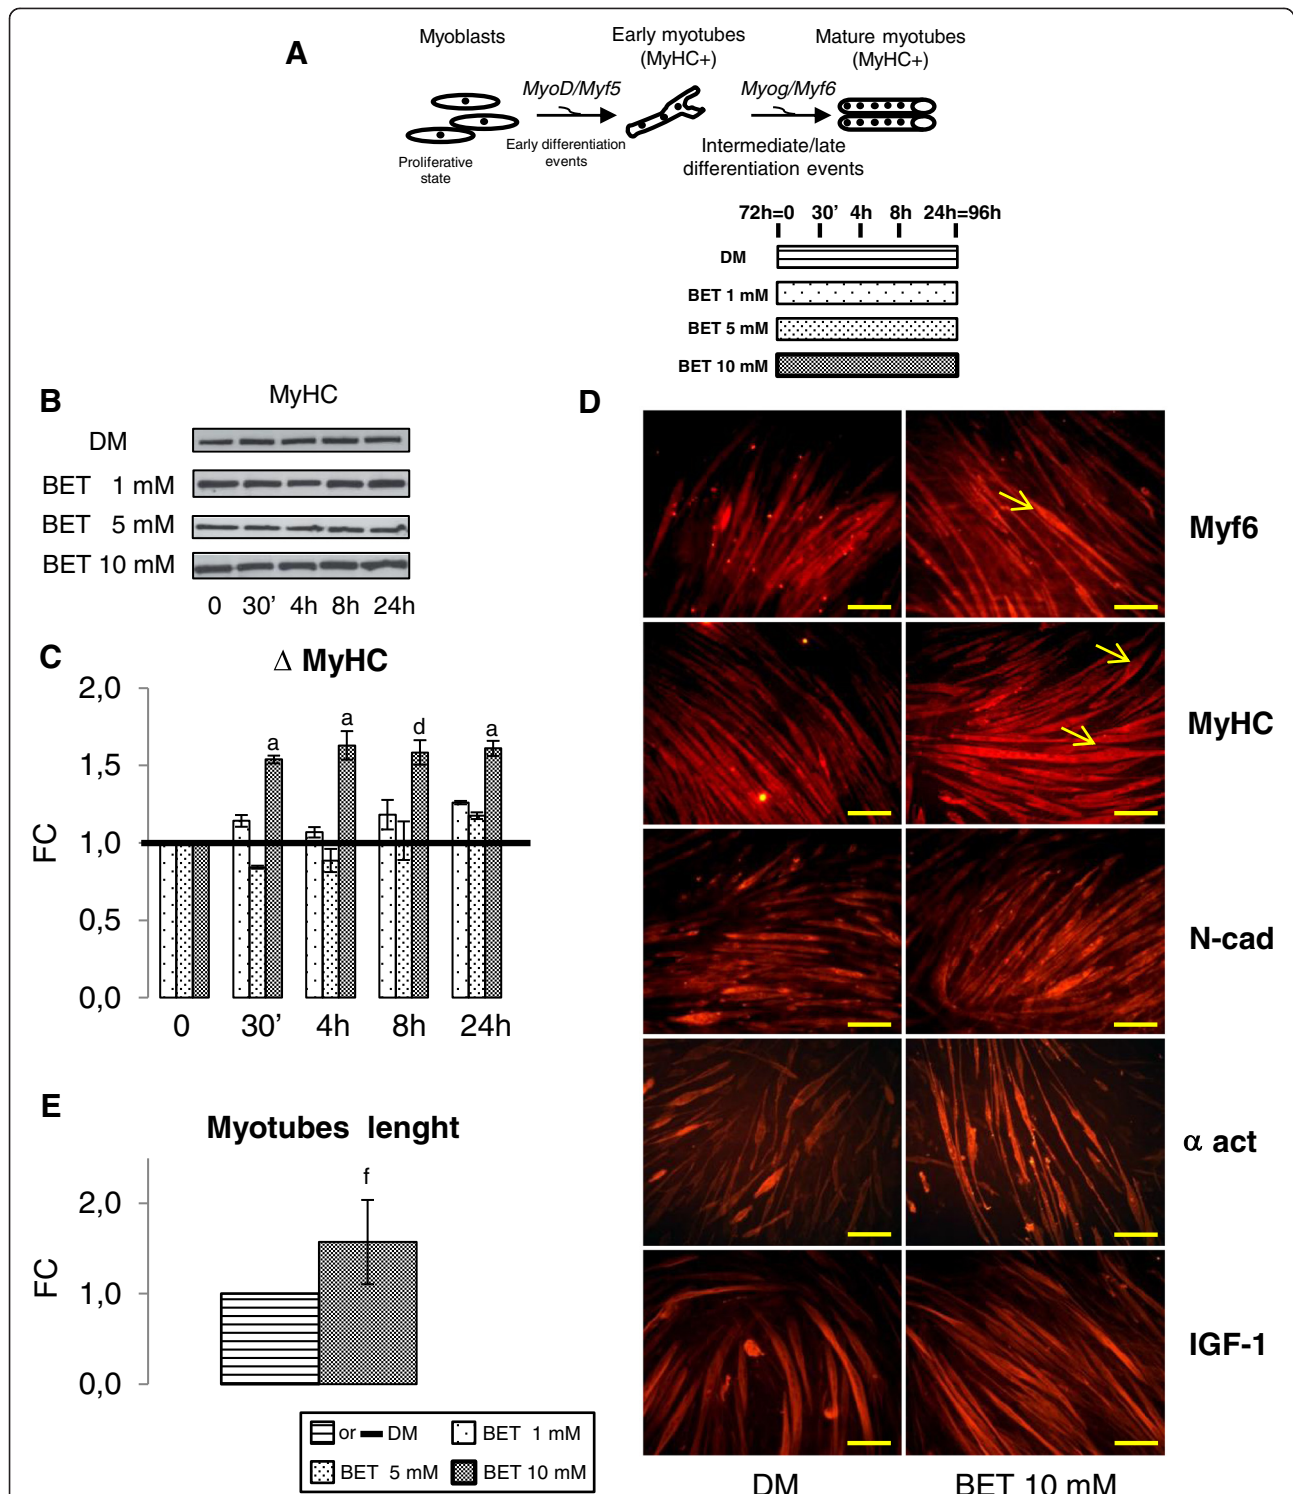 A
Myoblasts
Early myotubes
(MyHC+)
Mature myotubes
(MyHC+)
MyoD/Myf5
Myog/Myf6
Proliferative
state
Early differentiation
events
Intermediate/late
differentiation events
72h=0 30’ 4h 8h 24h=96h
DM
BET 1 mM
BET 5 mM
BET 10 mM
B
MyHC
DM
BET 1 mM
BET 5 mM
BET 10 mM
0 30’ 4h 8h 24h
C
Δ MyHC
2,0
1,5
1,0
0,5
0,0
FC
a
a
d
a
0 30’ 4h 8h 24h
D
Myf6
MyHC
N-cad
α act
IGF-1
DM BET 10 mM
E
Myotubes lenght
f
2,0
1,0
0,0
FC
or DM BET 1 mM
BET 5 mM BET 10 mM